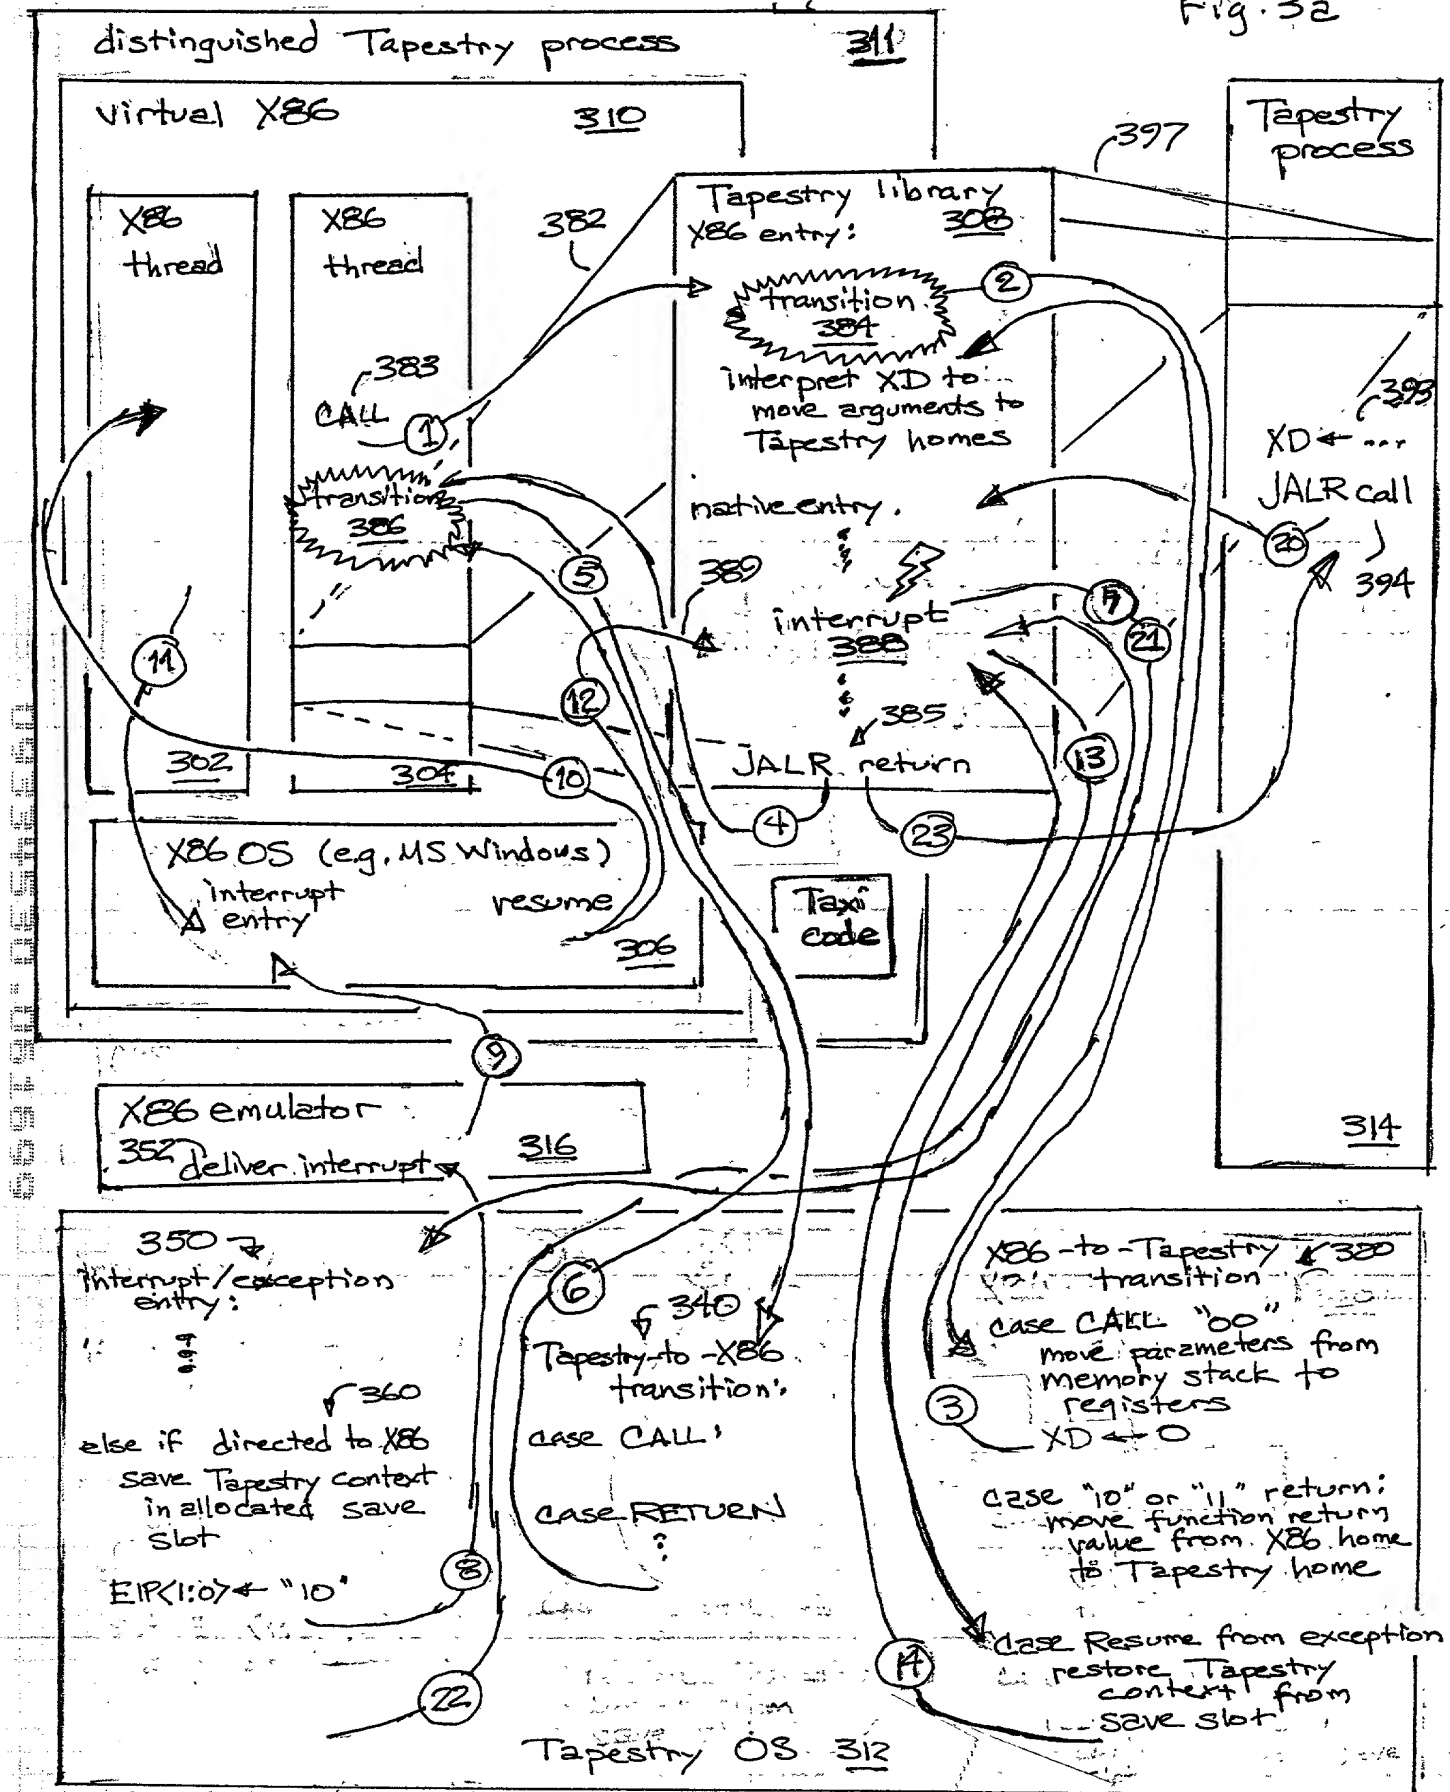 Fig. 3a
distinguished Tapestry process 311
virtual X86 310
X86
thread
302
X86
thread
383
CALL
1
transition
386
304
382
Tapestry library
X86 entry: 308
transition
384
2
interpret XD to
move arguments to
Tapestry homes
native entry.
389
interrupt
388
385
JALR return
397
Tapestry
process
393
XD ← ...
JALR call
394
20
314
5
7
21
11
12
10
13
4
23
X86 OS (e.g. MS Windows)
interrupt
entry
resume
306
Taxi
code
9
X86 emulator
352 deliver interrupt
316
350
interrupt/exception
entry:
360
else if directed to X86
save Tapestry context
in allocated save
slot
EIP<1:0> ← "10"
8
22
6
340
Tapestry-to-X86
transition:
case CALL:
case RETURN
X86-to-Tapestry
transition
case CALL "00"
move parameters from
memory stack to
registers
3
XD ← 0
case "10" or "11" return:
move function return
value from X86 home
to Tapestry home
case Resume from exception
restore Tapestry
context from
save slot
14
Tapestry OS 312